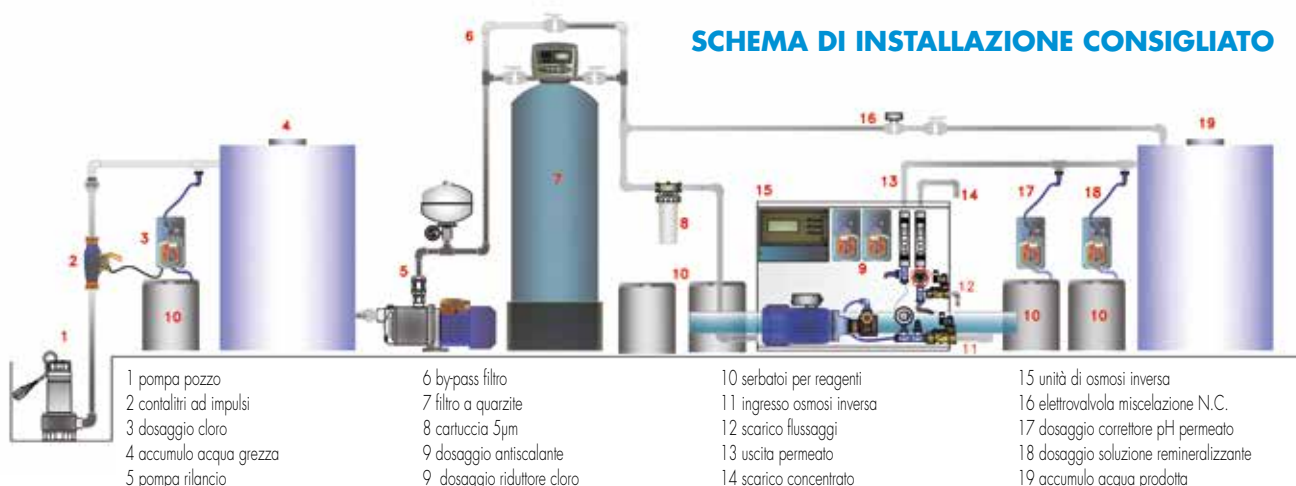 SCHEMA DI INSTALLAZIONE CONSIGLIATO
6
4
16
19
13
14
17
18
15
7
3
8
2
5
9
10
12
10
1
10
10
11
1 pompa pozzo
2 contalitri ad impulsi
3 dosaggio cloro
4 accumulo acqua grezza
5 pompa rilancio
6 by-pass filtro
7 filtro a quarzite
8 cartuccia 5µm
9 dosaggio antiscalante
9 dosaggio riduttore cloro
10 serbatoi per reagenti
11 ingresso osmosi inversa
12 scarico flussaggi
13 uscita permeato
14 scarico concentrato
15 unità di osmosi inversa
16 elettrovalvola miscelazione N.C.
17 dosaggio correttore pH permeato
18 dosaggio soluzione remineralizzante
19 accumulo acqua prodotta